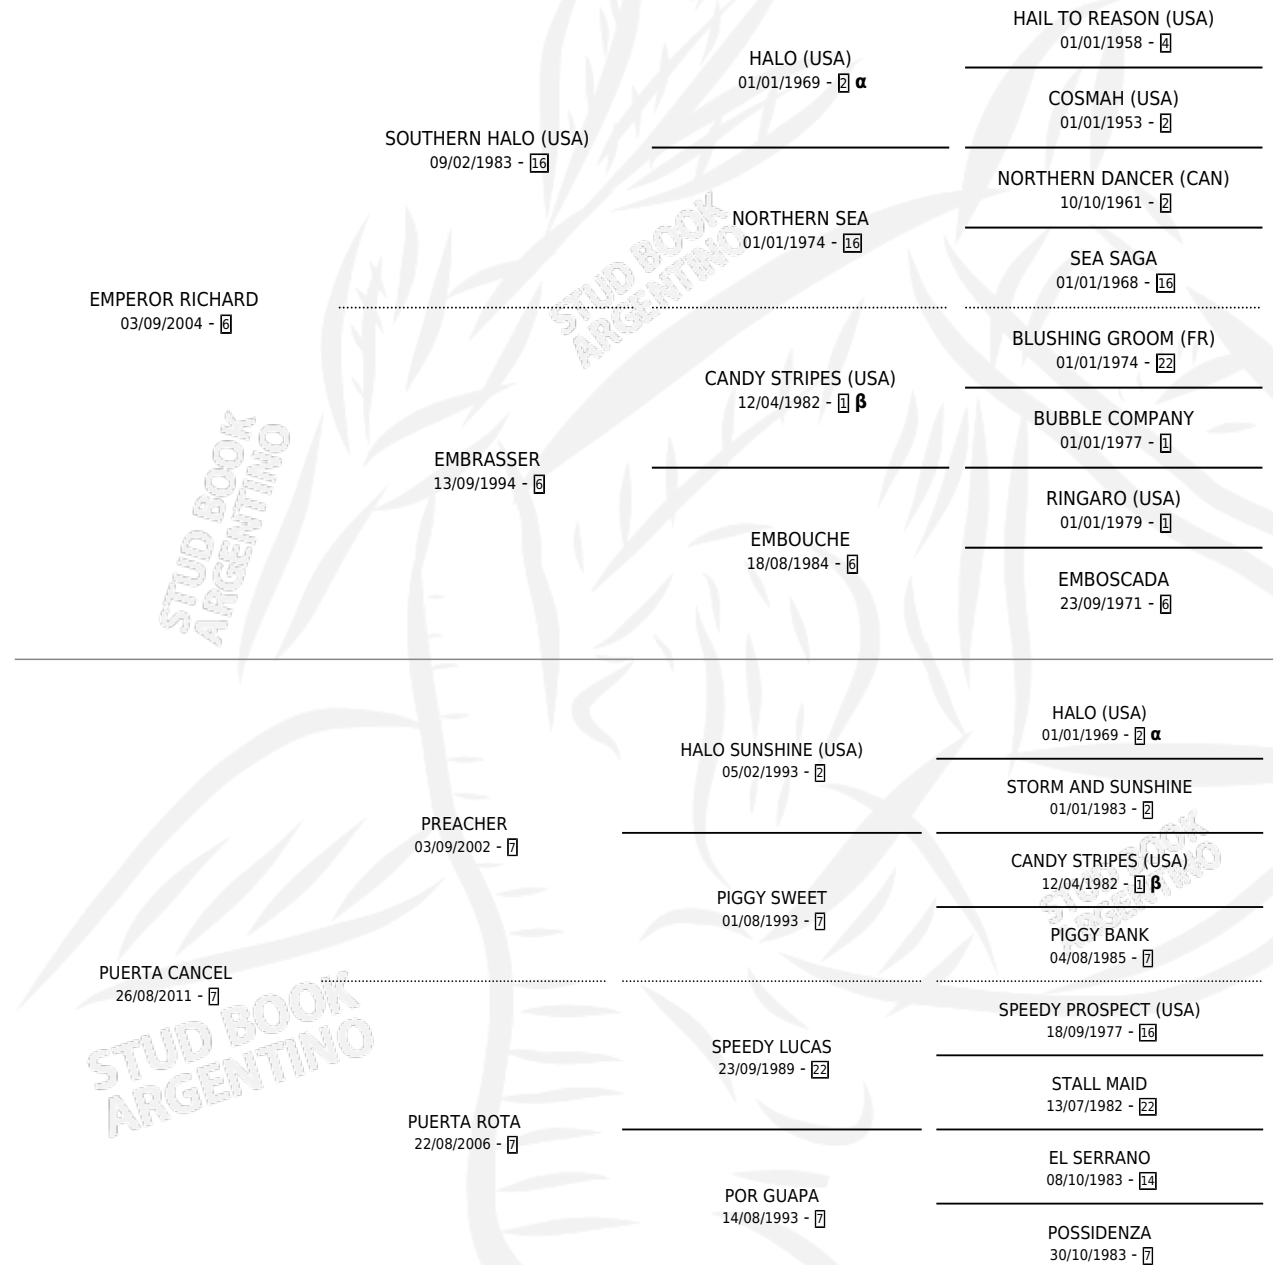 HAIL TO REASON (USA)
01/01/1958 - 4
HALO (USA)
01/01/1969 - 2 α
COSMAH (USA)
01/01/1953 - 2
SOUTHERN HALO (USA)
09/02/1983 - 16
NORTHERN DANCER (CAN)
10/10/1961 - 2
NORTHERN SEA
01/01/1974 - 16
SEA SAGA
01/01/1968 - 16
EMPEROR RICHARD
03/09/2004 - 6
BLUSHING GROOM (FR)
01/01/1974 - 22
CANDY STRIPES (USA)
12/04/1982 - 1 β
BUBBLE COMPANY
01/01/1977 - 1
EMBRASSER
13/09/1994 - 6
RINGARO (USA)
01/01/1979 - 1
EMBOUCHE
18/08/1984 - 6
EMBOSCADA
23/09/1971 - 6
HALO (USA)
01/01/1969 - 2 α
HALO SUNSHINE (USA)
05/02/1993 - 2
STORM AND SUNSHINE
01/01/1983 - 2
PREACHER
03/09/2002 - 7
CANDY STRIPES (USA)
12/04/1982 - 1 β
PIGGY SWEET
01/08/1993 - 7
PIGGY BANK
04/08/1985 - 7
PUERTA CANCEL
26/08/2011 - 7
SPEEDY PROSPECT (USA)
18/09/1977 - 16
SPEEDY LUCAS
23/09/1989 - 22
STALL MAID
13/07/1982 - 22
PUERTA ROTA
22/08/2006 - 7
EL SERRANO
08/10/1983 - 14
POR GUAPA
14/08/1993 - 7
POSSIDENZA
30/10/1983 - 7
STUD BOOK
ARGENTINO
STUD BOOK
ARGENTINO
STUD BOOK
ARGENTINO
STUD BOOK
ARGENTINO